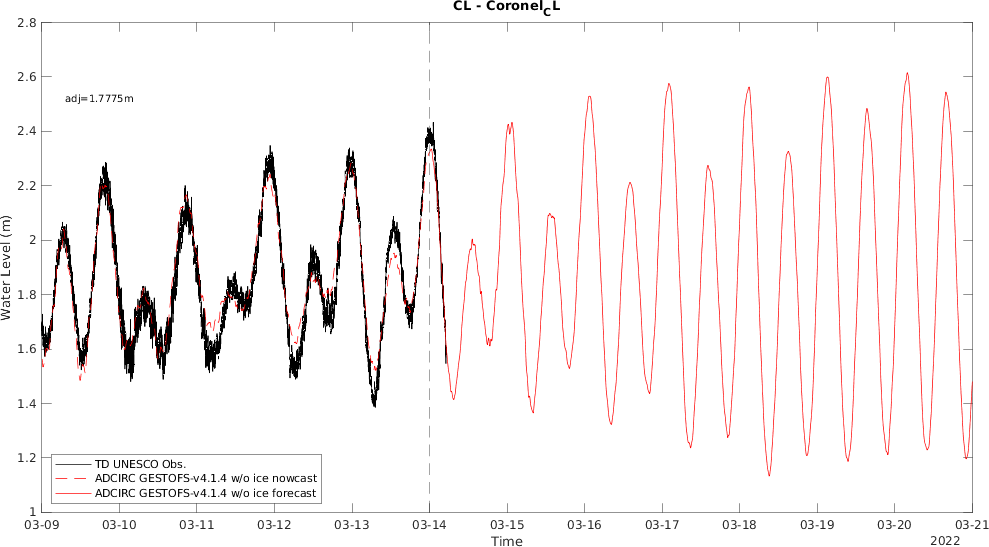 CL - Coronel_CL
2.8
2.6
2.4
2.2
2
1.8
1.6
1.4
1.2
1
Water Level (m)
adj=1.7775m
TD UNESCO Obs.
ADCIRC GESTOFS-v4.1.4 w/o ice nowcast
ADCIRC GESTOFS-v4.1.4 w/o ice forecast
03-09 03-10 03-11 03-12 03-13 03-14 03-15 03-16 03-17 03-18 03-19 03-20 03-21
Time
2022